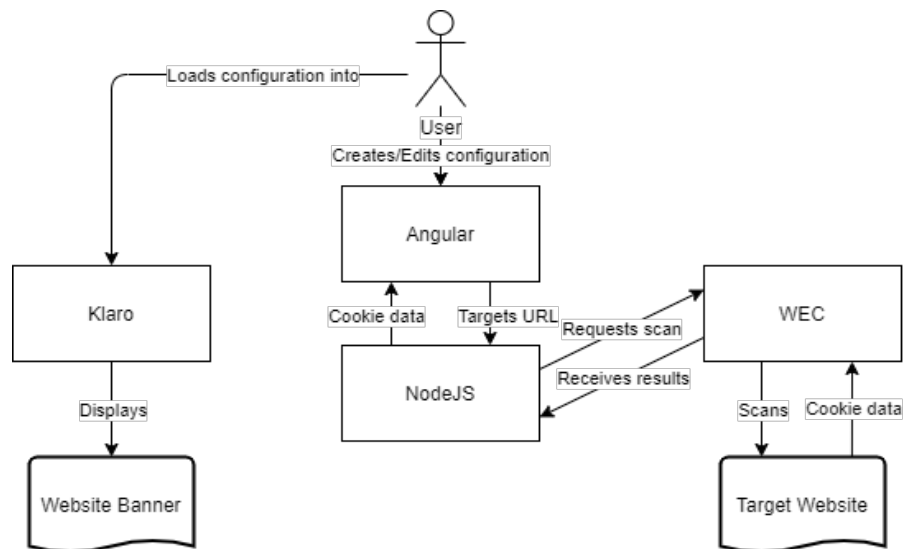 Loads configuration into
User
Creates/Edits configuration
Angular
Klaro
WEC
Cookie data
Targets URL
Requests scan
Receives results
NodeJS
Displays
Scans
Cookie data
Website Banner
Target Website